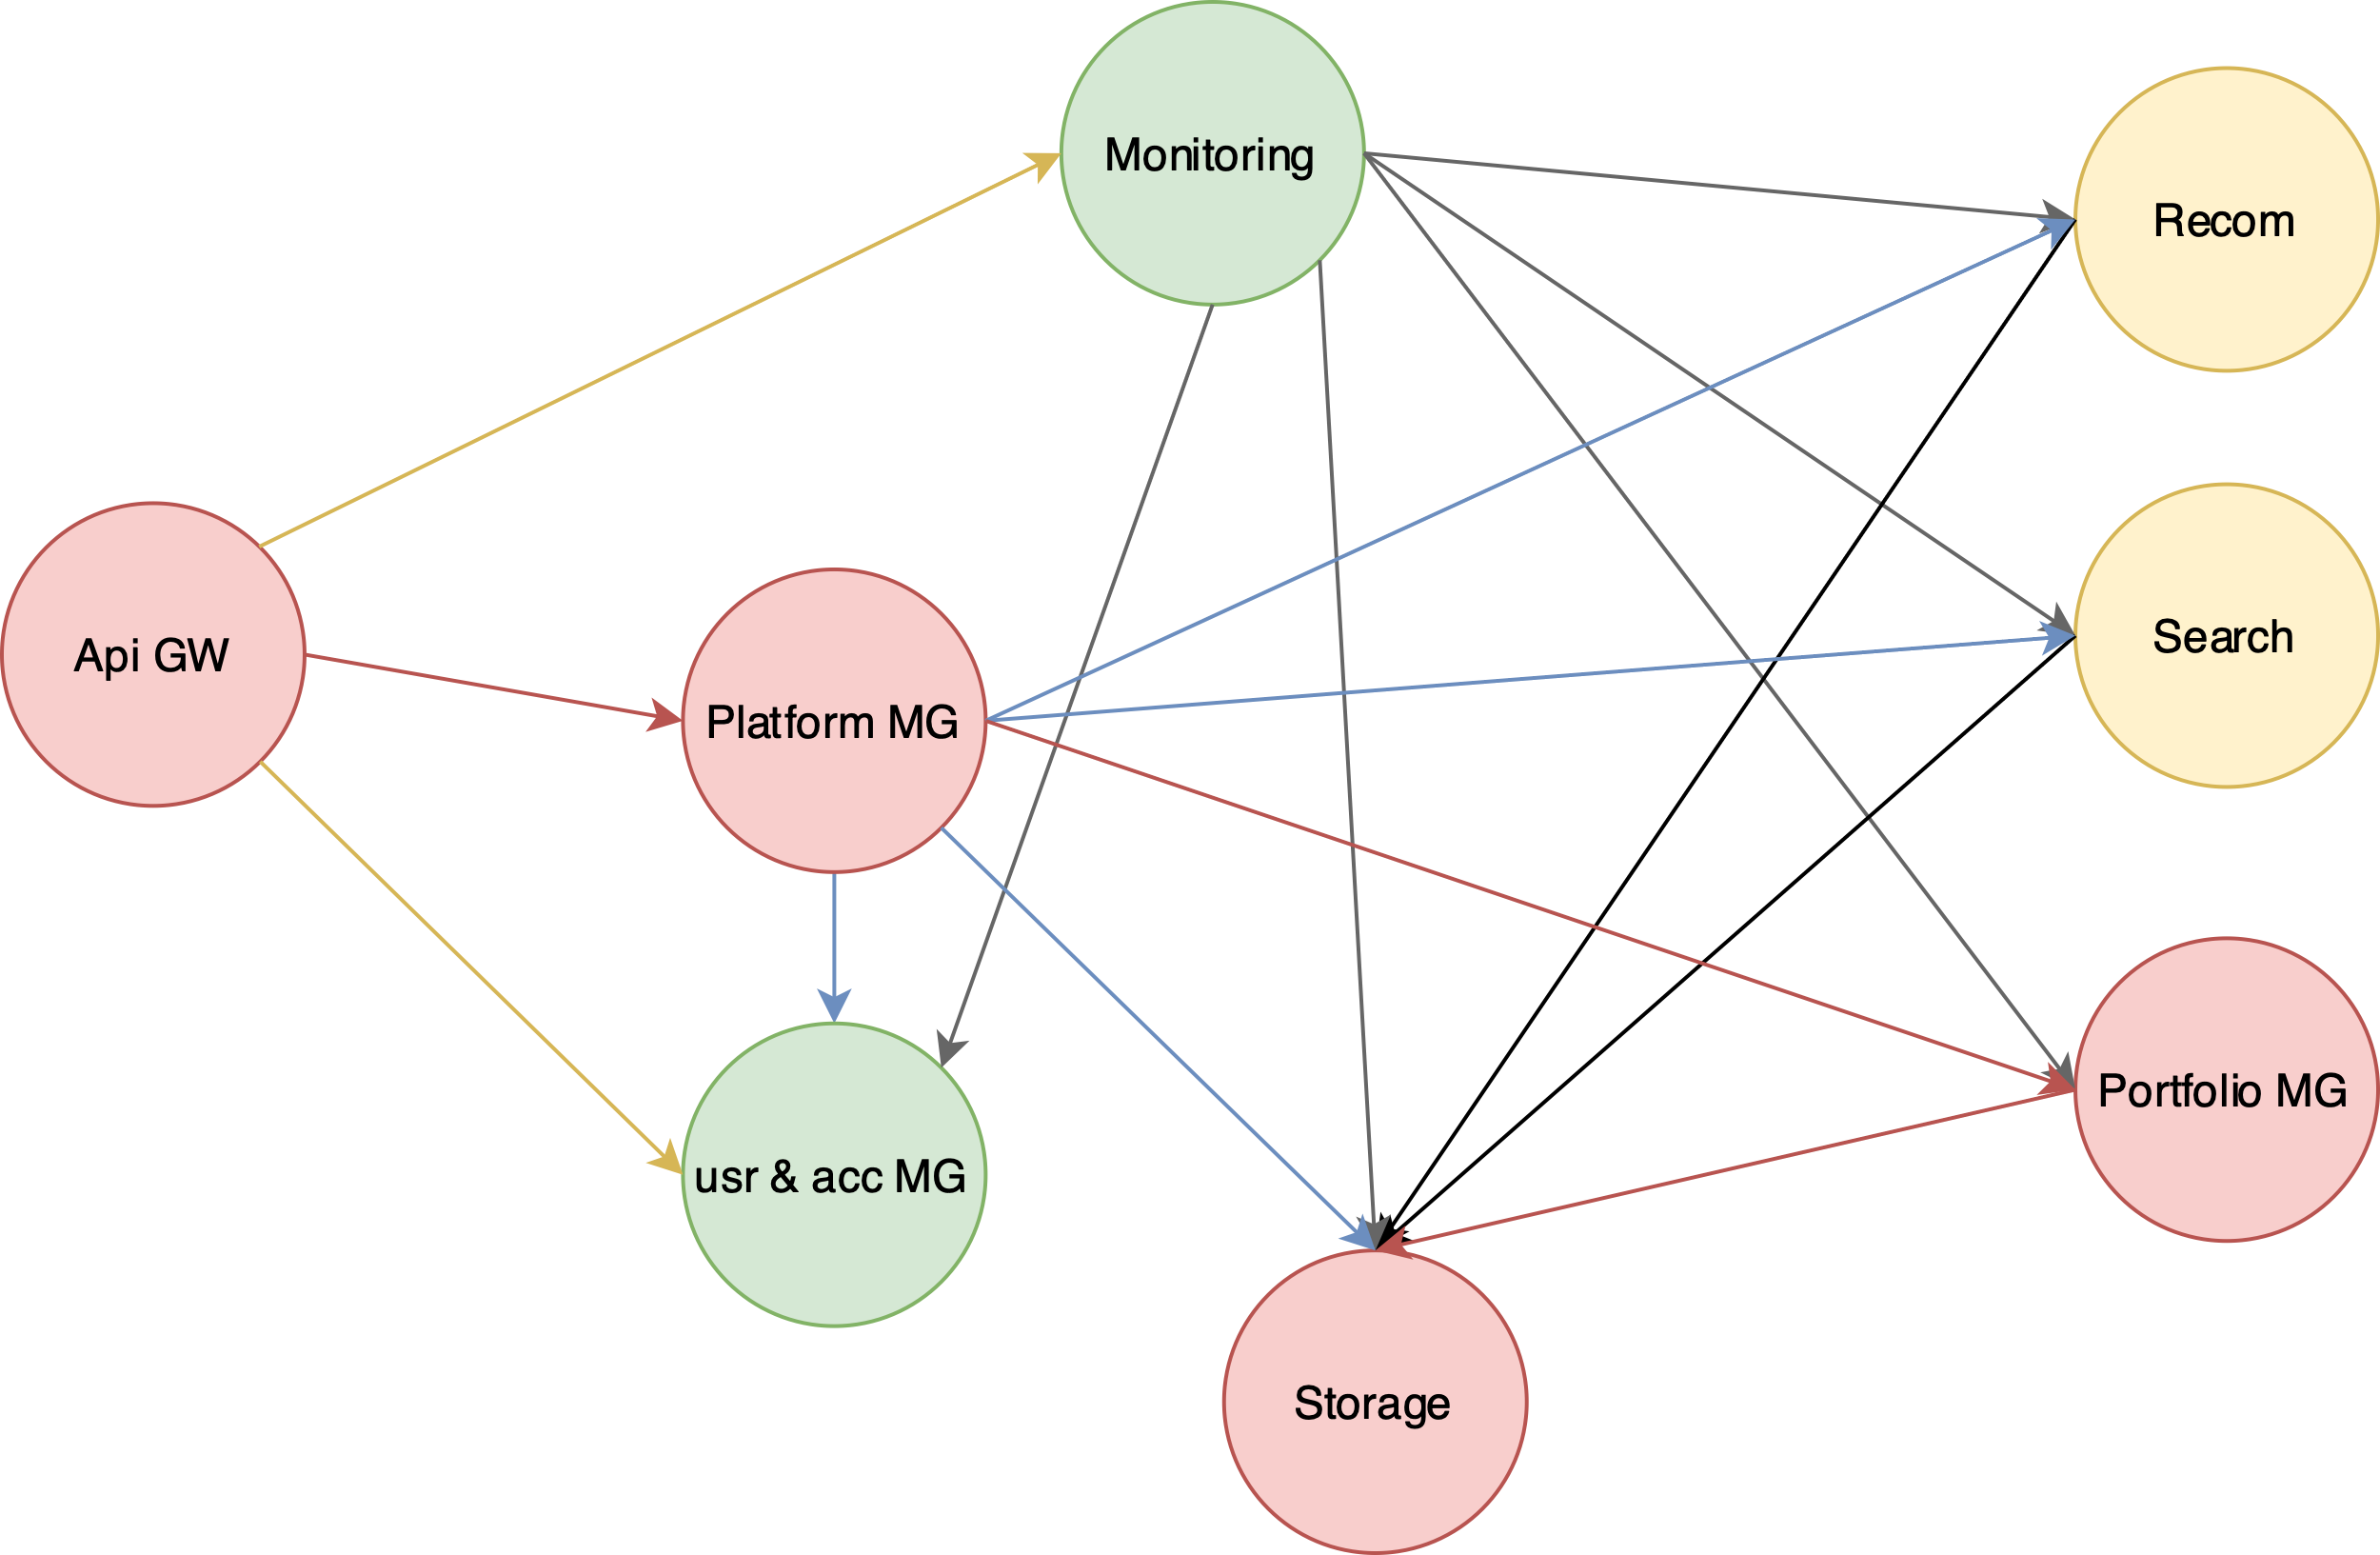 Monitoring
Recom
Api GW
Search
Platform MG
Portfolio MG
usr & acc MG
Storage